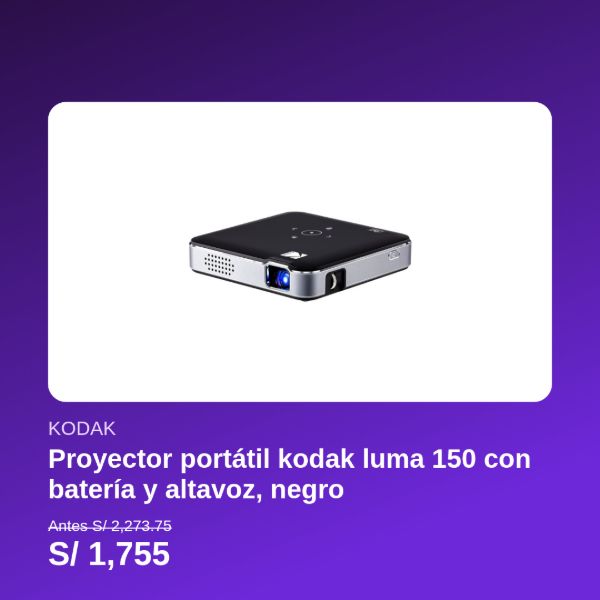 KODAK
Proyector portátil kodak luma 150 con
batería y altavoz, negro
Antes S/ 2,273.75
S/ 1,755